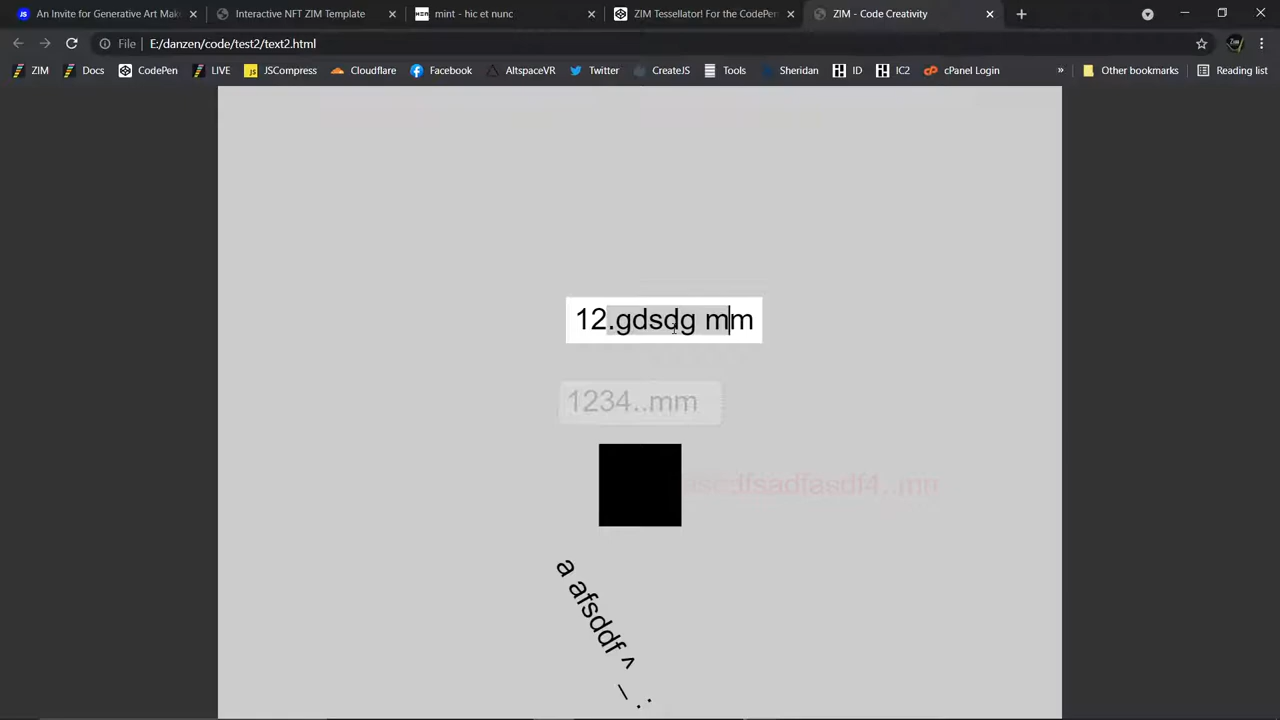 An Invite for Generative Art Make
Interactive NFT ZIM Template
mint - hic et nunc
ZIM Tessellator! For the CodePen
ZIM - Code Creativity
File
E:/danzen/code/test2/text2.html
ZIM
Docs
CodePen
LIVE
JSCompress
Cloudflare
Facebook
AltspaceVR
Twitter
CreateJS
Tools
Sheridan
ID
IC2
cPanel Login
»
Other bookmarks
Reading list
12.gdsdg mm
1234..mm
a afsddf ^
_ .: